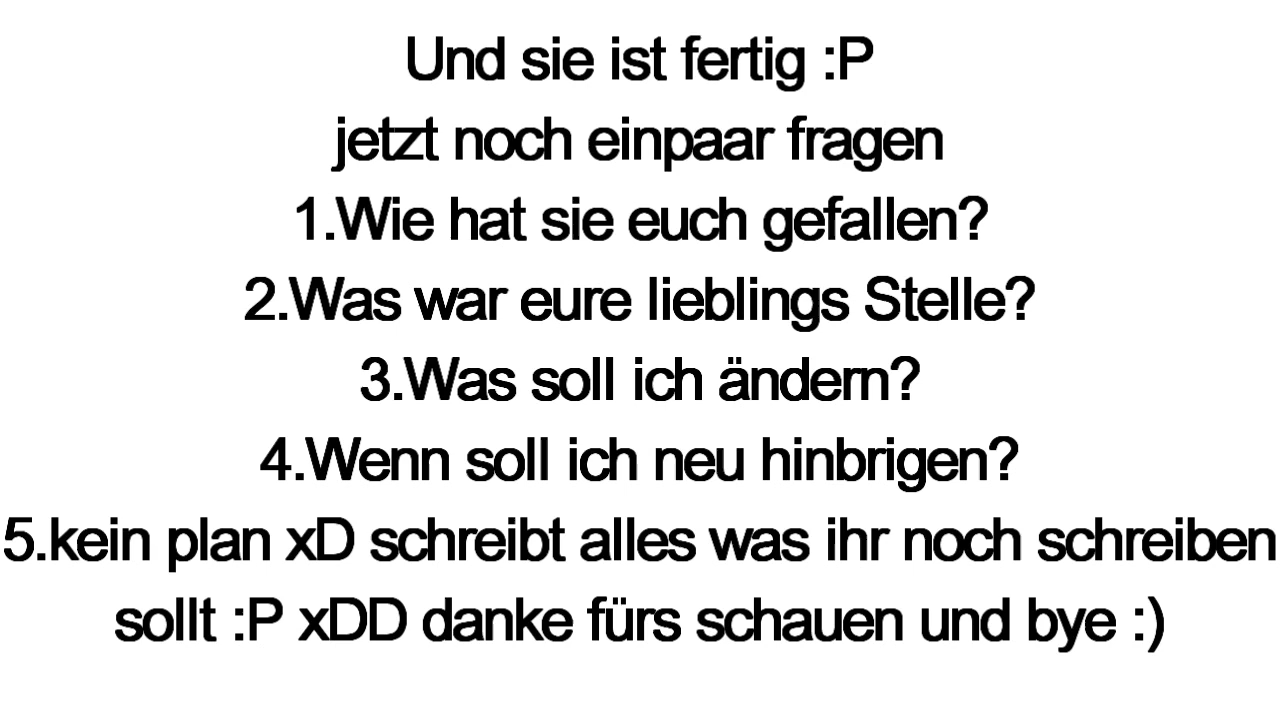 Und sie ist fertig :P
jetzt noch einpaar fragen
1.Wie hat sie euch gefallen?
2.Was war eure lieblings Stelle?
3.Was soll ich ändern?
4.Wenn soll ich neu hinbrigen?
5.kein plan xD schreibt alles was ihr noch schreiben
sollt :P xDD danke fürs schauen und bye :)